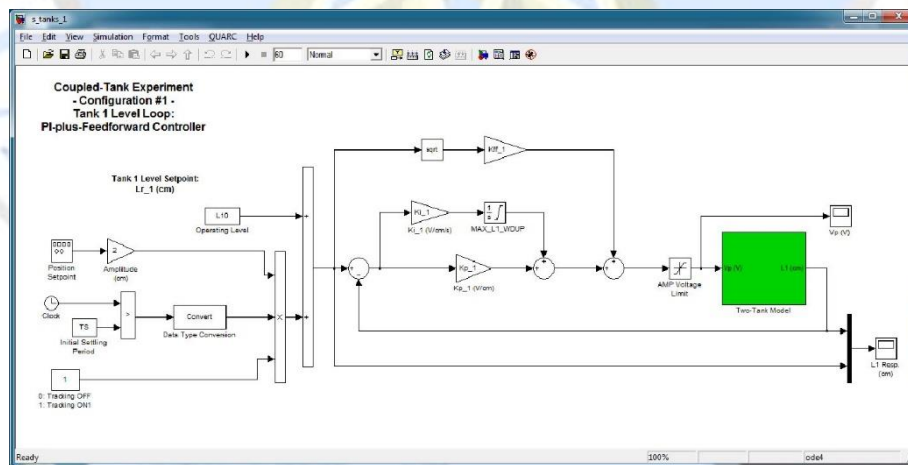 s_tanks_1
File Edit View Simulation Format Tools QUARC Help
60 Normal
Coupled-Tank Experiment
- Configuration #1 -
Tank 1 Level Loop:
PI-plus-Feedforward Controller
sqrt
Kff_1
Tank 1 Level Setpoint:
Lr_1 (cm)
L10
Operating Level
Ki_1
Ki_1 (V/cm/s)
1
s
MAX_L1_WDUP
Vp (V)
Position
Setpoint
2
Amplitude
(cm)
Kp_1
Kp_1 (V/cm)
AMP Voltage
Limit
Vp (V)
L1 (cm)
Two-Tank Model
Clock
TS
Initial Settling
Period
>
Convert
Data Type Conversion
X
L1 Resp.
(cm)
1
0: Tracking OFF
1: Tracking ON1
Ready
100%
ode4